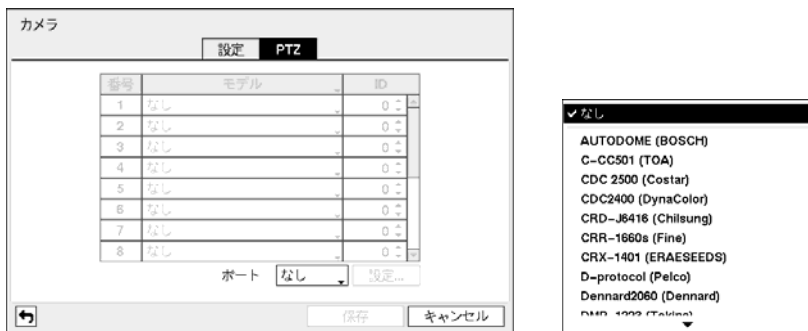 カメラ
設定 PTZ
番号 モデル ID
1 なし 0
2 なし 0
3 なし 0
4 なし 0
5 なし 0
6 なし 0
7 なし 0
8 なし 0
ポート なし 設定...
保存 キャンセル
なし
AUTODOME (BOSCH)
C-CC501 (TOA)
CDC 2500 (Costar)
CDC2400 (DynaColor)
CRD-J6416 (Chilsung)
CRR-1660s (Fine)
CRX-1401 (ERAESEEDS)
D-protocol (Pelco)
Dennard2060 (Dennard)